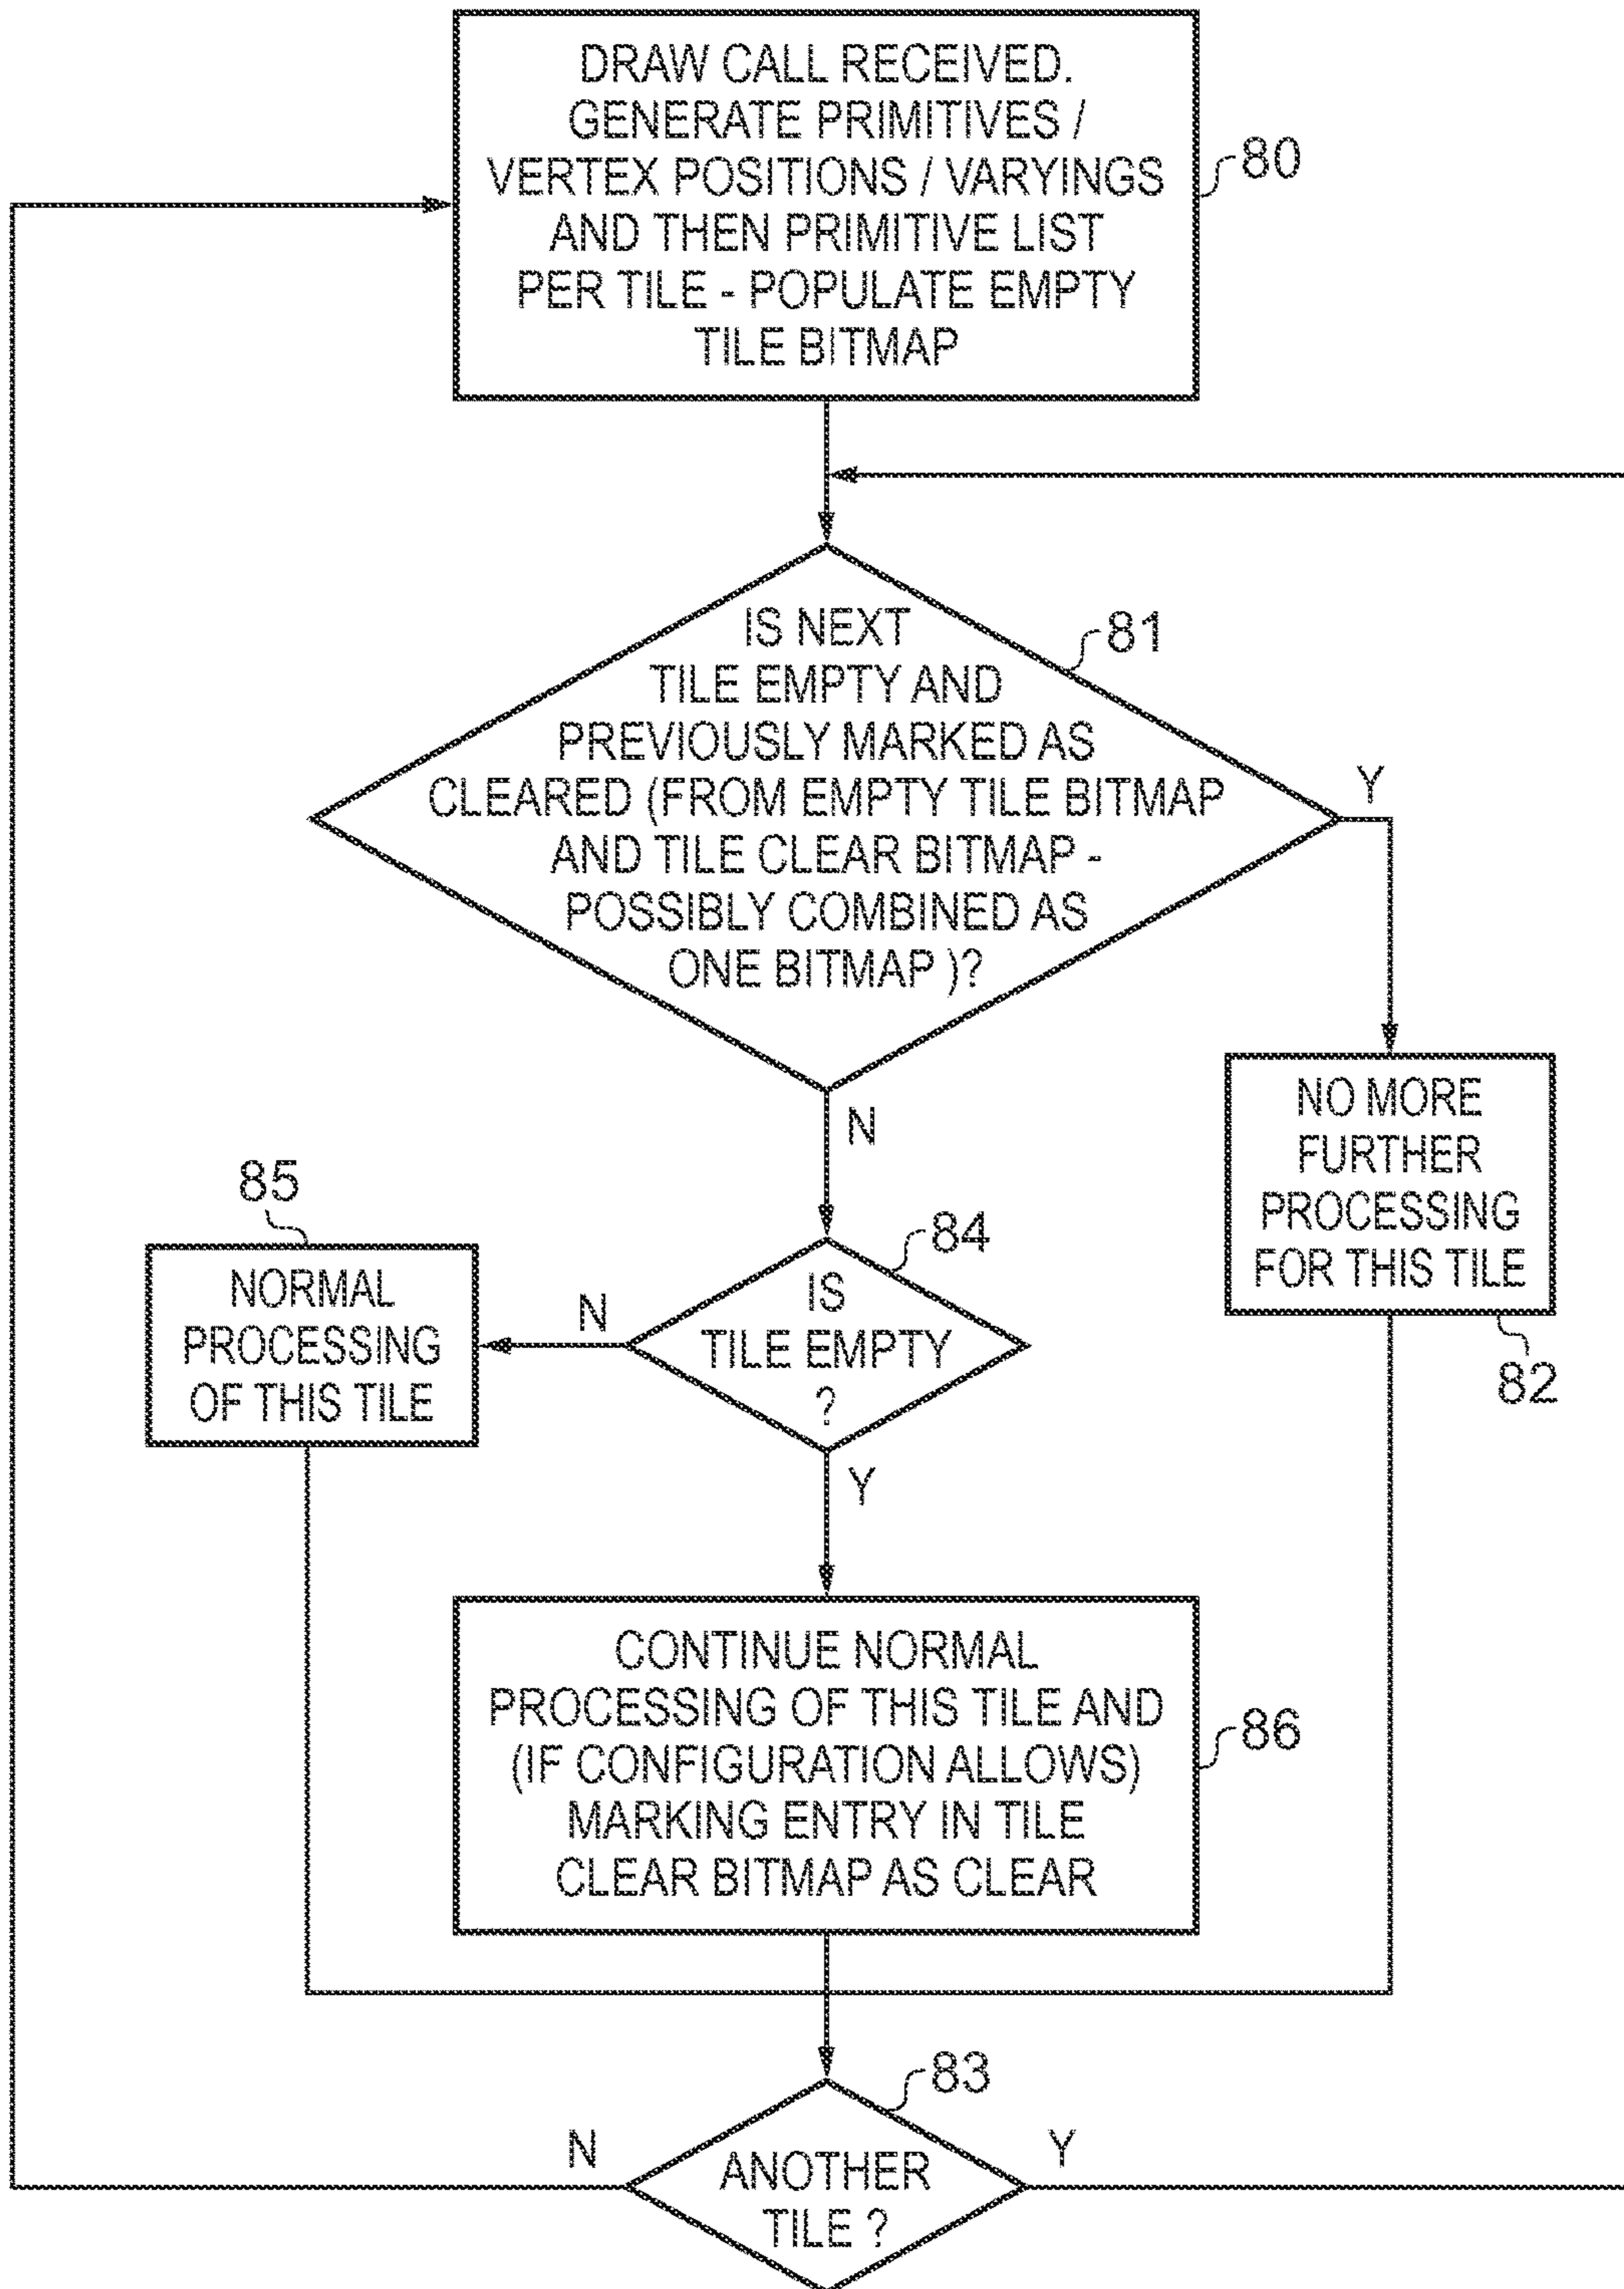 DRAW CALL RECEIVED.
GENERATE PRIMITIVES /
VERTEX POSITIONS / VARYINGS
AND THEN PRIMITIVE LIST
PER TILE - POPULATE EMPTY
TILE BITMAP
80
IS NEXT
TILE EMPTY AND
PREVIOUSLY MARKED AS
CLEARED (FROM EMPTY TILE BITMAP
AND TILE CLEAR BITMAP -
POSSIBLY COMBINED AS
ONE BITMAP )?
81
Y
N
NO MORE
FURTHER
PROCESSING
FOR THIS TILE
82
85
NORMAL
PROCESSING
OF THIS TILE
N
84
IS
TILE EMPTY
?
Y
CONTINUE NORMAL
PROCESSING OF THIS TILE AND
(IF CONFIGURATION ALLOWS)
MARKING ENTRY IN TILE
CLEAR BITMAP AS CLEAR
86
83
N
ANOTHER
TILE ?
Y